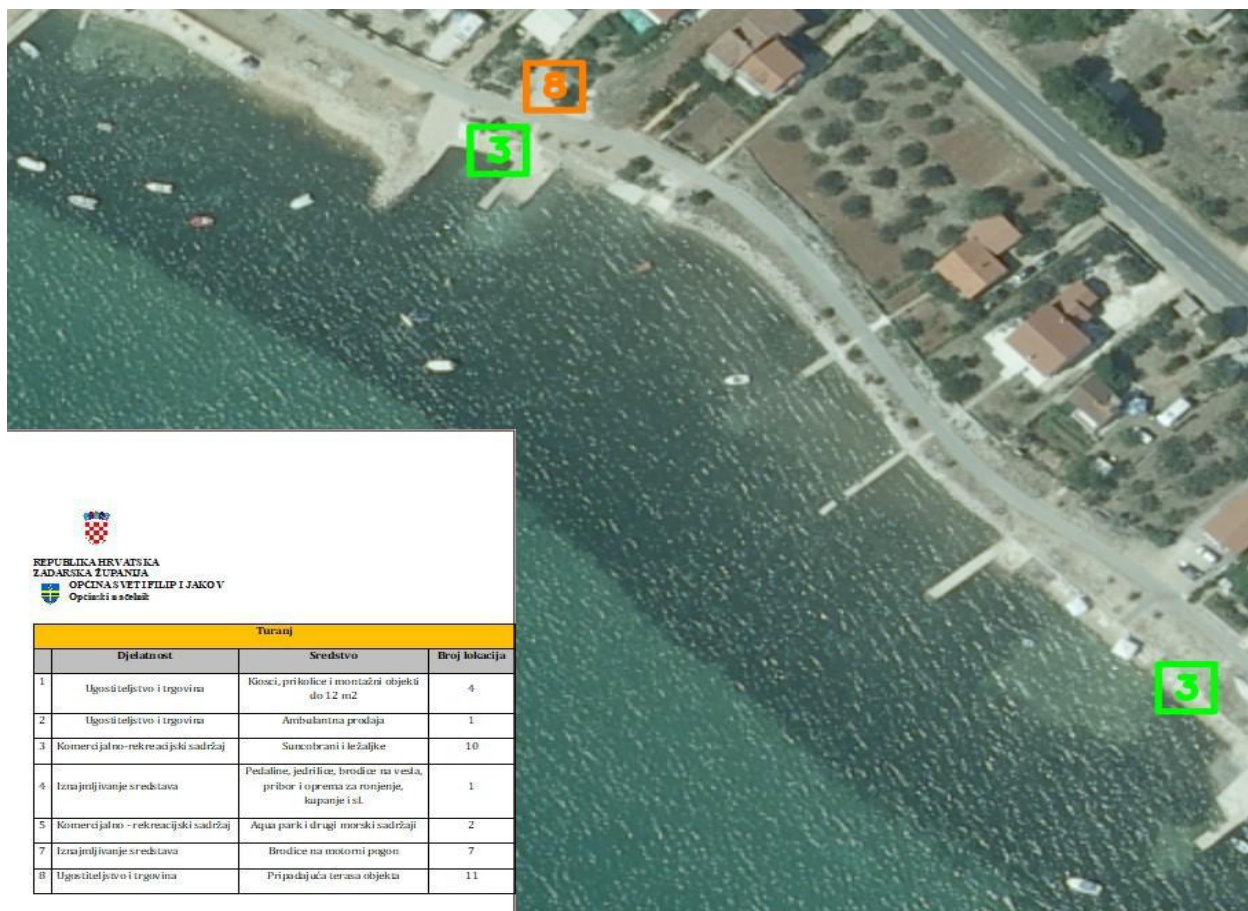 8
3
3
REPUBLIKA HRVATSKA
ZADARSKA ŽUPANIJA
OPĆINA SVETI FILIP I JAKOV
Općinski načelnik
Turanj
Djelatnost Sredstvo Broj lokacija
1 Ugostiteljstvo i trgovina Kiosci, prikolice i montažni objekti do 12 m2 4
2 Ugostiteljstvo i trgovina Ambulantna prodaja 1
3 Komercijalno-rekreacijski sadržaj Suncobrani i ležaljke 10
4 Iznajmljivanje sredstava Pedaline, jedrilice, brodice na vesla, pribor i oprema za ronjenje, kupanje i sl. 1
5 Komercijalno - rekreacijski sadržaj Aqua park i drugi morski sadržaji 2
7 Iznajmljivanje sredstava Brodice na motorni pogon 7
8 Ugostiteljstvo i trgovina Pripadajuća terasa objekta 11